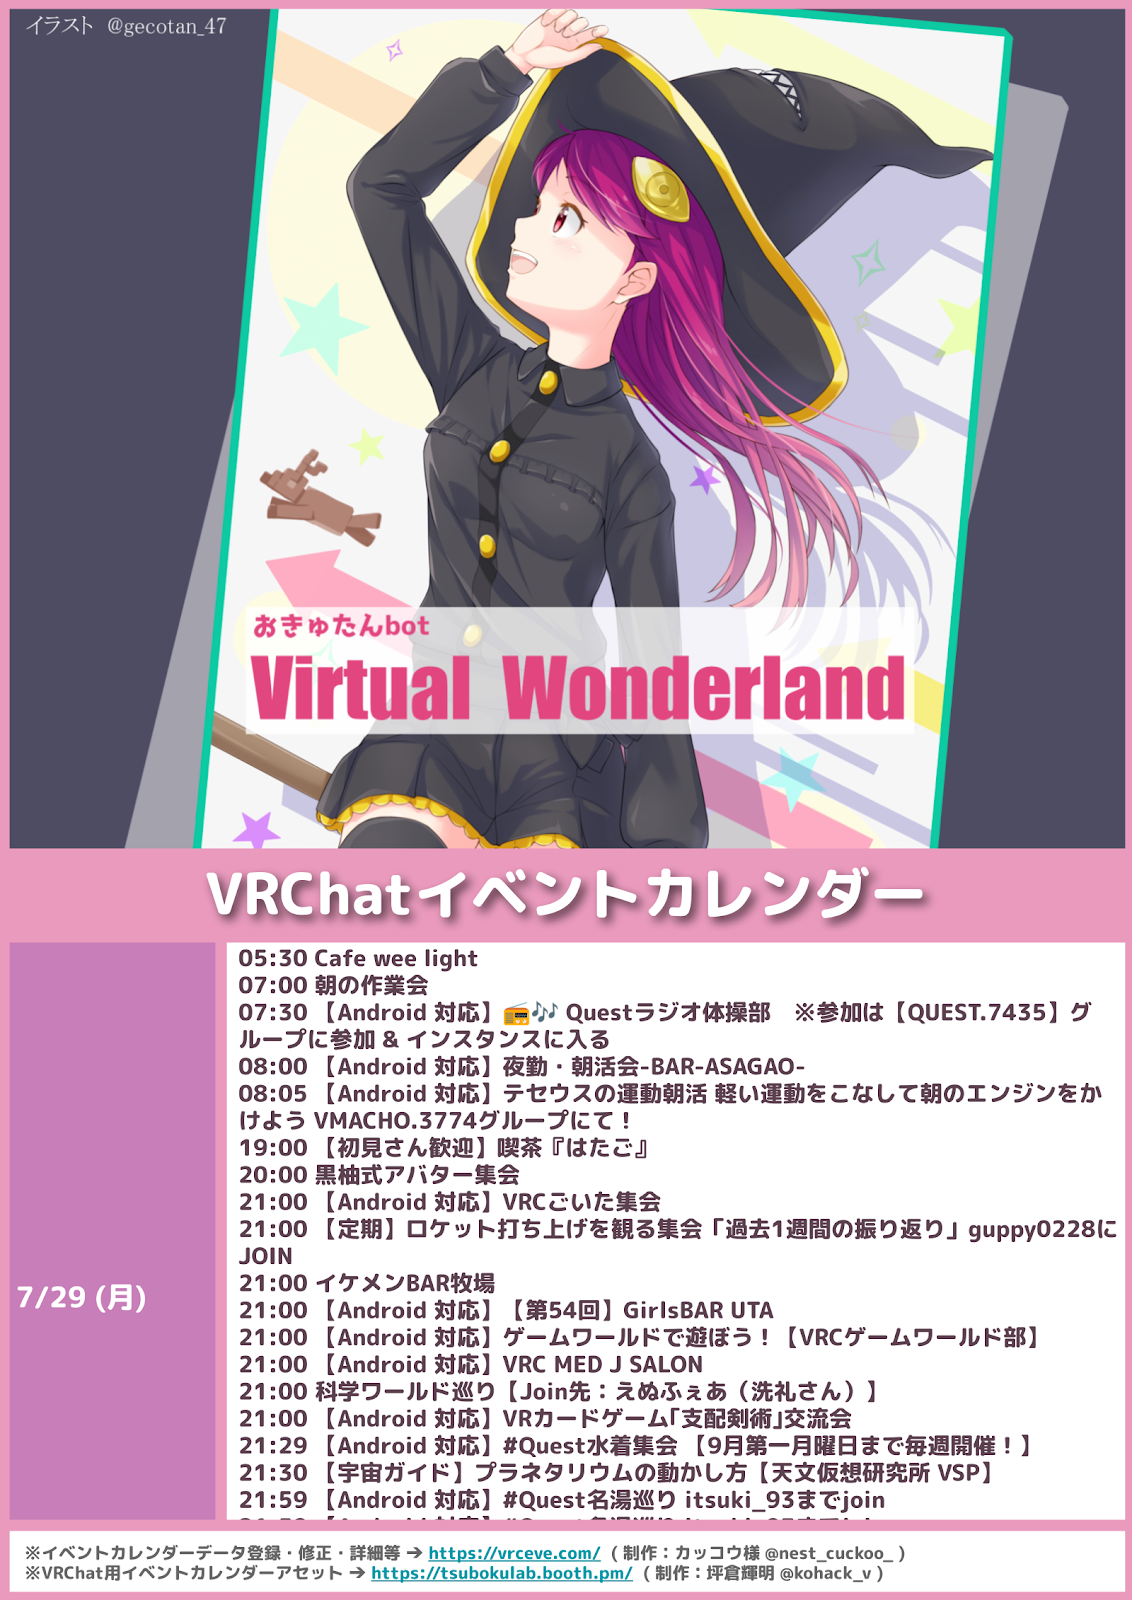 イラスト @gecotan_47
おきゅたんbot
Virtual Wonderland
VRChatイベントカレンダー
7/29 (月)
05:30 Cafe wee light
07:00 朝の作業会
07:30 【Android 対応】📻🎶 Questラジオ体操部　※参加は【QUEST.7435】グ
ループに参加 & インスタンスに入る
08:00 【Android 対応】夜勤・朝活会-BAR-ASAGAO-
08:05 【Android 対応】テセウスの運動朝活 軽い運動をこなして朝のエンジンをか
けよう VMACHO.3774グループにて！
19:00 【初見さん歓迎】喫茶『はたご』
20:00 黒柚式アバター集会
21:00 【Android 対応】VRCごいた集会
21:00 【定期】ロケット打ち上げを観る集会「過去1週間の振り返り」guppy0228に
JOIN
21:00 イケメンBAR牧場
21:00 【Android 対応】【第54回】GirlsBAR UTA
21:00 【Android 対応】ゲームワールドで遊ぼう！【VRCゲームワールド部】
21:00 【Android 対応】VRC MED J SALON
21:00 科学ワールド巡り【Join先：えぬふぇあ（洗礼さん）】
21:00 【Android 対応】VRカードゲーム｢支配剣術｣交流会
21:29 【Android 対応】#Quest水着集会 【9月第一月曜日まで毎週開催！】
21:30 【宇宙ガイド】プラネタリウムの動かし方【天文仮想研究所 VSP】
21:59 【Android 対応】#Quest名湯巡り itsuki_93までjoin
※イベントカレンダーデータ登録・修正・詳細等 → https://vrceve.com/ ( 制作：カッコウ様 @nest_cuckoo_ )
※VRChat用イベントカレンダーアセット → https://tsubokulab.booth.pm/ ( 制作：坪倉輝明 @kohack_v )